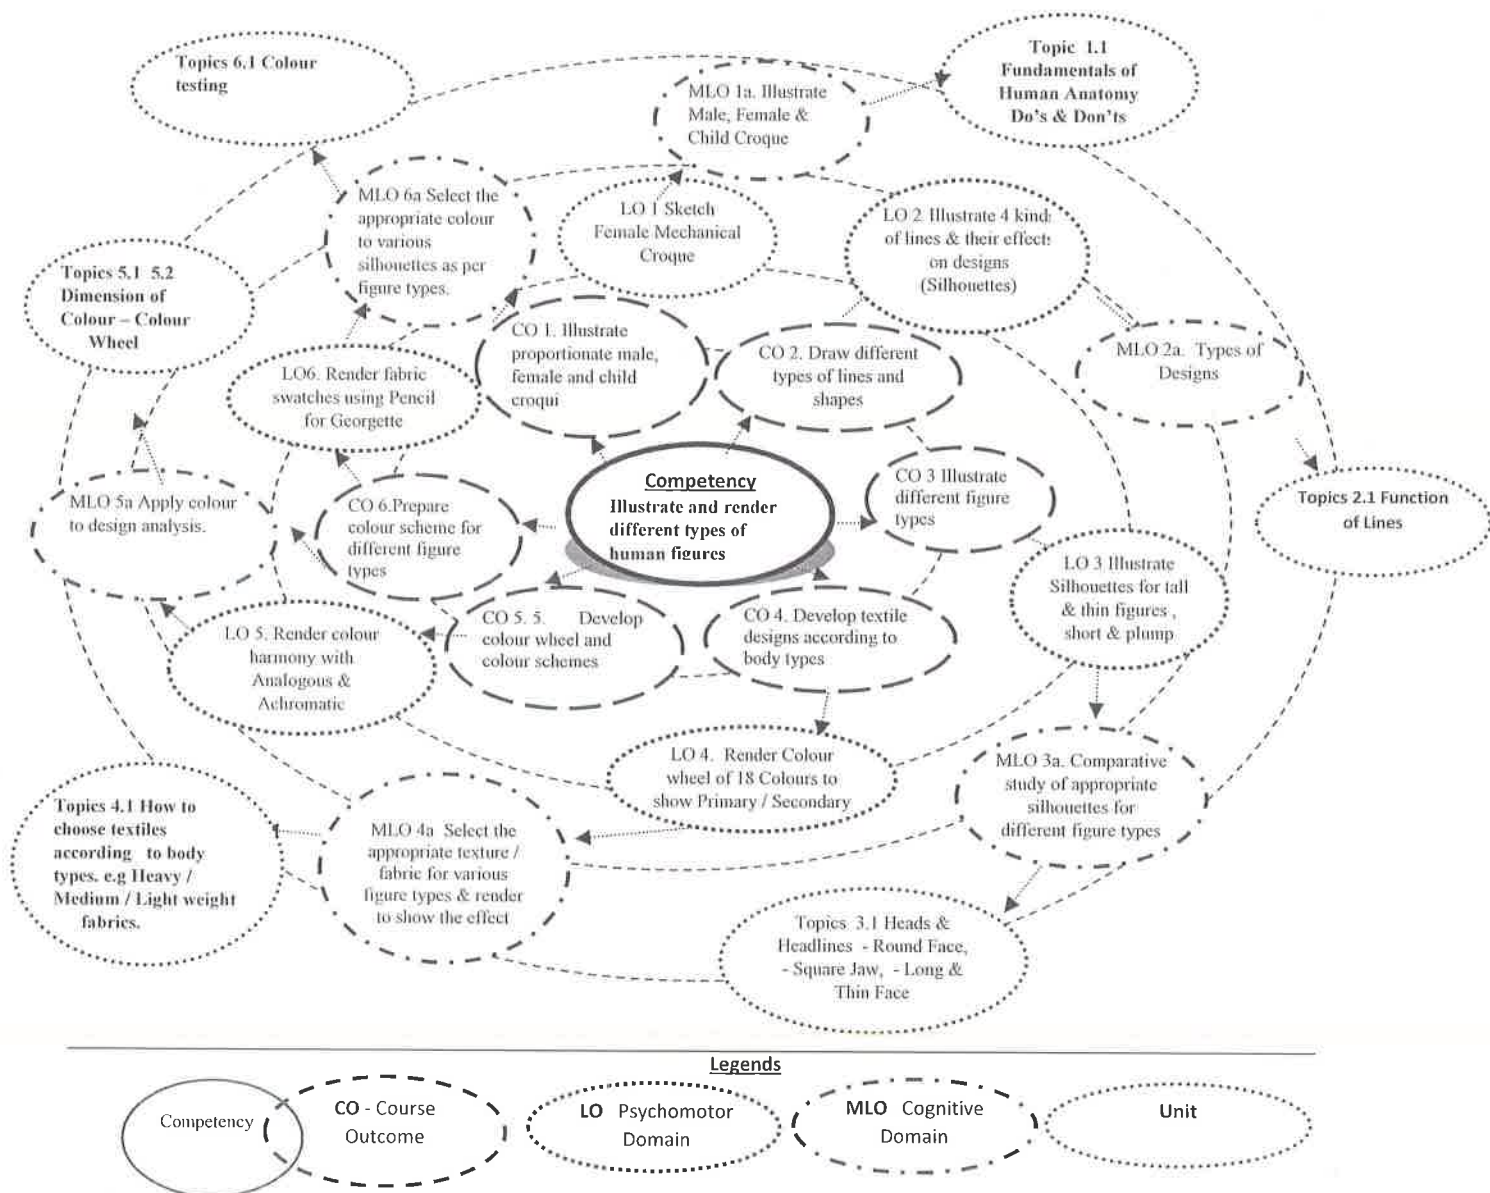 Topics 6.1 Colour
testing
Topic 1.1
Fundamentals of
Human Anatomy
Do's & Don'ts
MLO 1a. Illustrate
Male, Female &
Child Croque
MLO 6a Select the
appropriate colour
to various
silhouettes as per
figure types.
LO 1 Sketch
Female Mechanical
Croque
LO 2 Illustrate 4 kind
of lines & their effect
on designs
(Silhouettes)
Topics 5.1 5.2
Dimension of
Colour – Colour
Wheel
CO 1. Illustrate
proportionate male,
female and child
croqui
CO 2. Draw different
types of lines and
shapes
MLO 2a. Types of
Designs
LO6. Render fabric
swatches using Pencil
for Georgette
Competency
Illustrate and render
different types of
human figures
CO 3 Illustrate
different figure
types
Topics 2.1 Function
of Lines
MLO 5a Apply colour
to design analysis.
CO 6.Prepare
colour scheme for
different figure
types
LO 3 Illustrate
Silhouettes for tall
& thin figures ,
short & plump
LO 5. Render colour
harmony with
Analogous &
Achromatic
CO 5. 5. Develop
colour wheel and
colour schemes
CO 4. Develop textile
designs according to
body types
LO 4. Render Colour
wheel of 18 Colours to
show Primary / Secondary
MLO 3a. Comparative
study of appropriate
silhouettes for
different figure types
Topics 4.1 How to
choose textiles
according to body
types. e.g Heavy /
Medium / Light weight
fabrics.
MLO 4a Select the
appropriate texture /
fabric for various
figure types & render
to show the effect
Topics 3.1 Heads &
Headlines - Round Face,
- Square Jaw, - Long &
Thin Face
Legends
Competency
CO - Course
Outcome
LO Psychomotor
Domain
MLO Cognitive
Domain
Unit